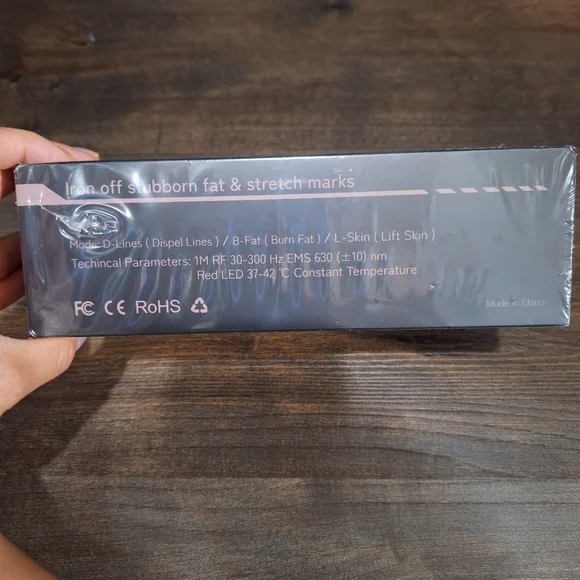 Iron off stubborn fat & stretch marks
Mode: D-Lines ( Dispel Lines ) / B-Fat ( Burn Fat ) / L-Skin ( Lift Skin )
Techincal Parameters: 1M RF 30-300 Hz EMS 630 (±10) nm
Red LED 37-42 ℃ Constant Temperature
FC CE RoHS
Made in China